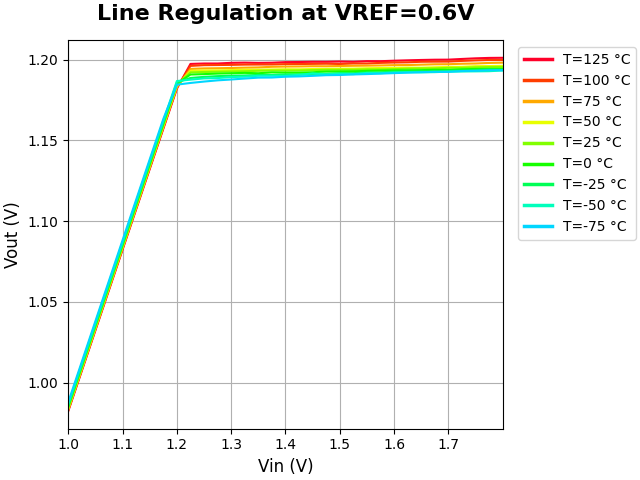 Line Regulation at VREF=0.6V
Vout (V)
1.20
1.15
1.10
1.05
1.00
1.0 1.1 1.2 1.3 1.4 1.5 1.6 1.7
Vin (V)
T=125 °C
T=100 °C
T=75 °C
T=50 °C
T=25 °C
T=0 °C
T=-25 °C
T=-50 °C
T=-75 °C